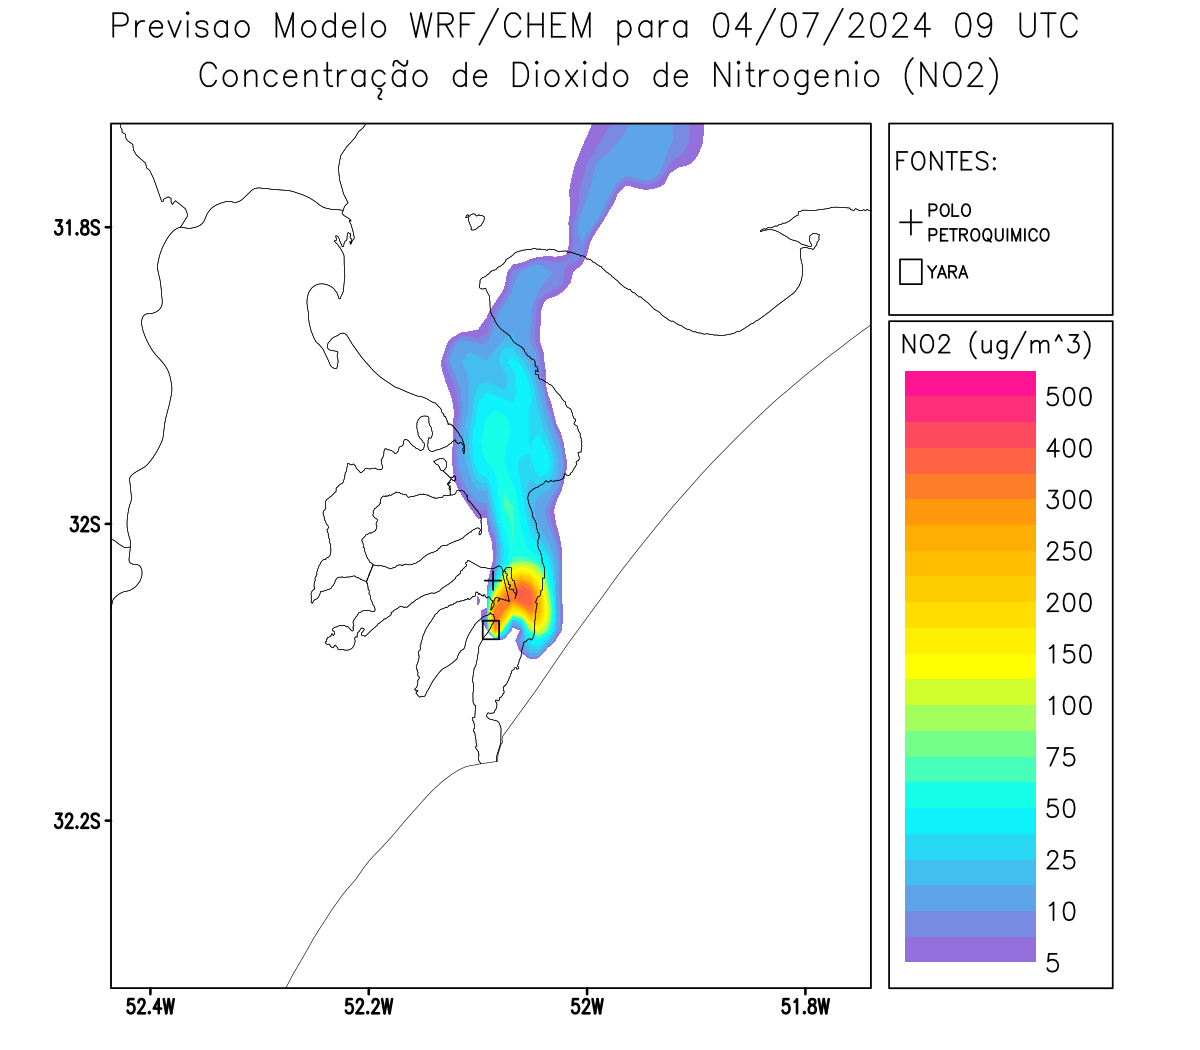 Previsao Modelo WRF/CHEM para 04/07/2024 09 UTC
Concentração de Dioxido de Nitrogenio (NO2)
FONTES:
POLO
PETROQUIMICO
YARA
31.8S
32S
32.2S
52.4W
52.2W
52W
51.8W
NO2 (ug/m^3)
500
400
300
250
200
150
100
75
50
25
10
5